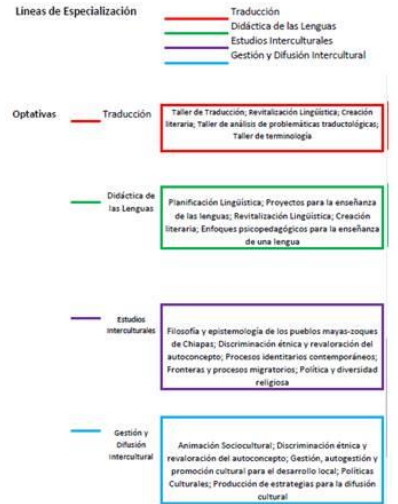 Líneas de Especialización
Traducción
Didáctica de las Lenguas
Estudios Interculturales
Gestión y Difusión Intercultural
Optativas
Traducción
Taller de Traducción; Revitalización Lingüística; Creación
literaria; Taller de análisis de problemáticas traductológicas;
Taller de terminología
Didáctica de
las Lenguas
Planificación Lingüística; Proyectos para la enseñanza
de las lenguas; Revitalización Lingüística; Creación
literaria; Enfoques psicopedagógicos para la enseñanza
de una lengua
Estudios
Interculturales
Filosofía y epistemología de los pueblos mayas-zoques
de Chiapas; Discriminación étnica y revaloración del
autoconcepto; Procesos identitarios contemporáneos;
Fronteras y procesos migratorios; Política y diversidad
religiosa
Gestión y
Difusión
Intercultural
Animación Sociocultural; Discriminación étnica y
revaloración del autoconcepto; Gestión, autogestión y
promoción cultural para el desarrollo local; Políticas
Culturales; Producción de estrategias para la difusión
cultural